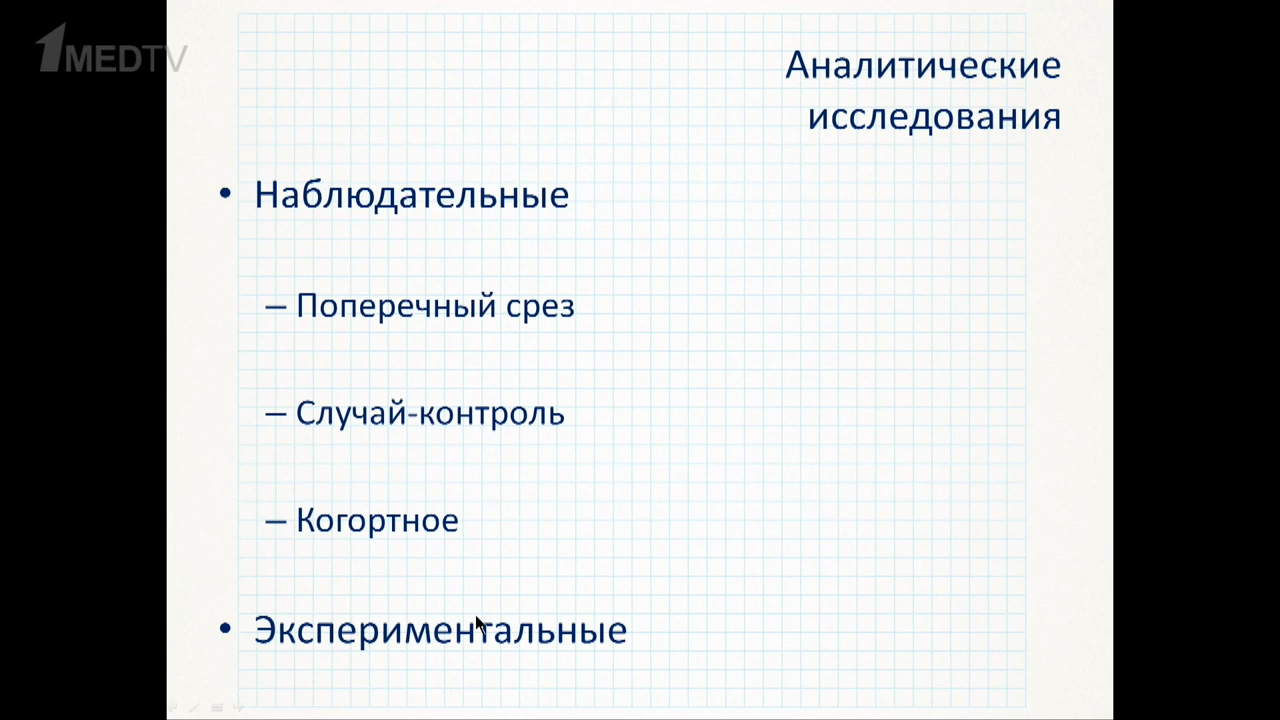 1MEDTV
Аналитические
исследования
• Наблюдательные
– Поперечный срез
– Случай-контроль
– Когортное
• Экспериментальные